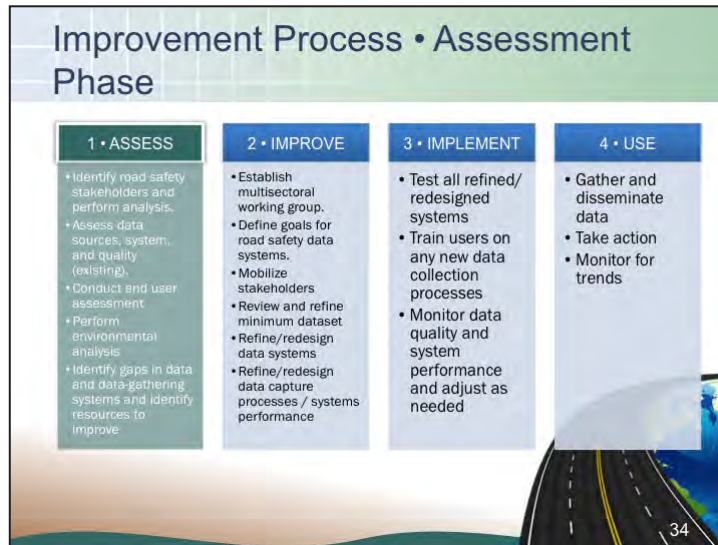 Improvement Process • Assessment
Phase
1 • ASSESS
• Identify road safety
stakeholders and
perform analysis.
• Assess data
sources, system,
and quality
(existing).
• Conduct end user
assessment
• Perform
environmental
analysis
• Identify gaps in data
and data-gathering
systems and identify
resources to
improve
2 • IMPROVE
• Establish
multisectoral
working group.
• Define goals for
road safety data
systems.
• Mobilize
stakeholders
• Review and refine
minimum dataset
• Refine/redesign
data systems
• Refine/redesign
data capture
processes / systems
performance
3 • IMPLEMENT
• Test all refined/
redesigned
systems
• Train users on
any new data
collection
processes
• Monitor data
quality and
system
performance
and adjust as
needed
4 • USE
• Gather and
disseminate
data
• Take action
• Monitor for
trends
34